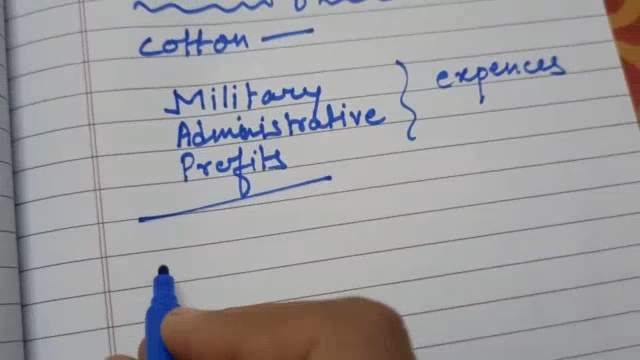 cotton —
Military
Administrative } expences
Profits